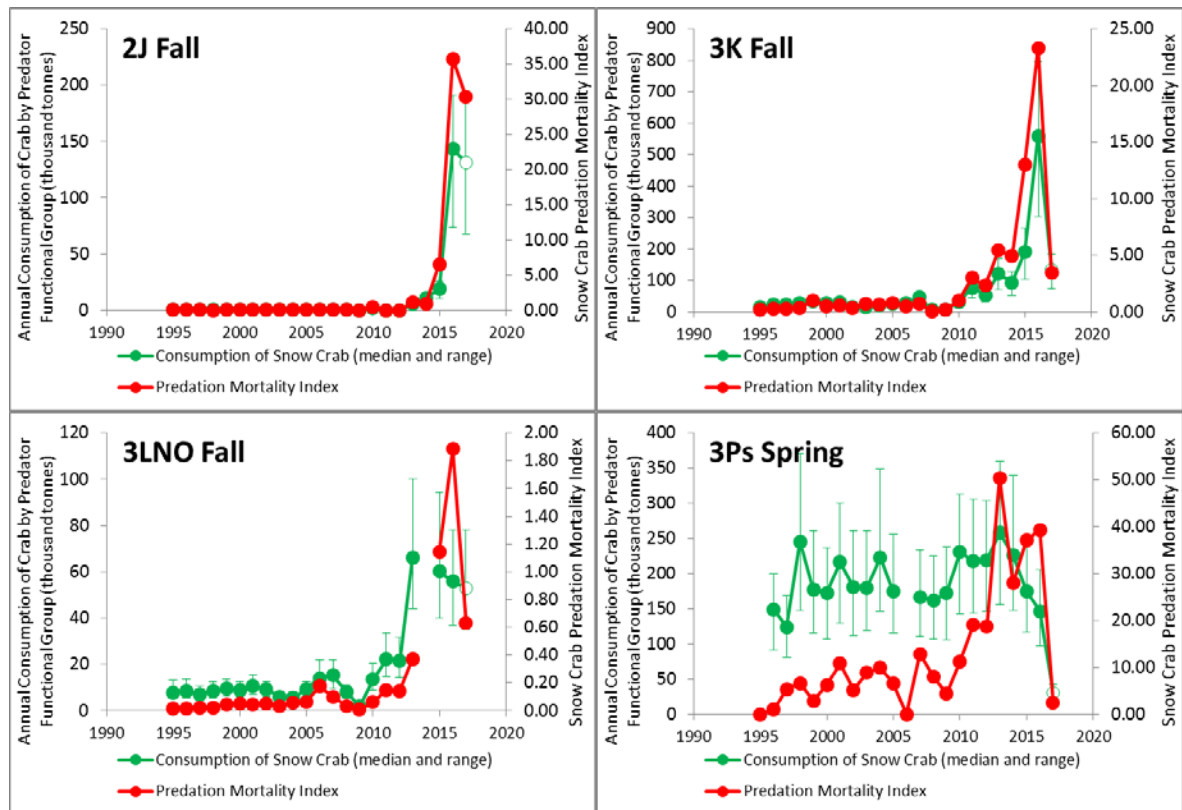 2J Fall
Annual Consumption of Crab by Predator
Functional Group (thousand tonnes)
250
200
150
100
50
0
40.00
35.00
30.00
25.00
20.00
15.00
10.00
5.00
0.00
Snow Crab Predation Mortality Index
1990 1995 2000 2005 2010 2015 2020
Consumption of Snow Crab (median and range)
Predation Mortality Index
3K Fall
Annual Consumption of Crab by Predator
Functional Group (thousand tonnes)
900
800
700
600
500
400
300
200
100
0
25.00
20.00
15.00
10.00
5.00
0.00
Snow Crab Predation Mortality Index
1990 1995 2000 2005 2010 2015 2020
Consumption of Snow Crab (median and range)
Predation Mortality Index
3LNO Fall
Annual Consumption of Crab by Predator
Functional Group (thousand tonnes)
120
100
80
60
40
20
0
2.00
1.80
1.60
1.40
1.20
1.00
0.80
0.60
0.40
0.20
0.00
Snow Crab Predation Mortality Index
1990 1995 2000 2005 2010 2015 2020
Consumption of Snow Crab (median and range)
Predation Mortality Index
3Ps Spring
Annual Consumption of Crab by Predator
Functional Group (thousand tonnes)
400
350
300
250
200
150
100
50
0
60.00
50.00
40.00
30.00
20.00
10.00
0.00
Snow Crab Predation Mortality Index
1990 1995 2000 2005 2010 2015 2020
Consumption of Snow Crab (median and range)
Predation Mortality Index